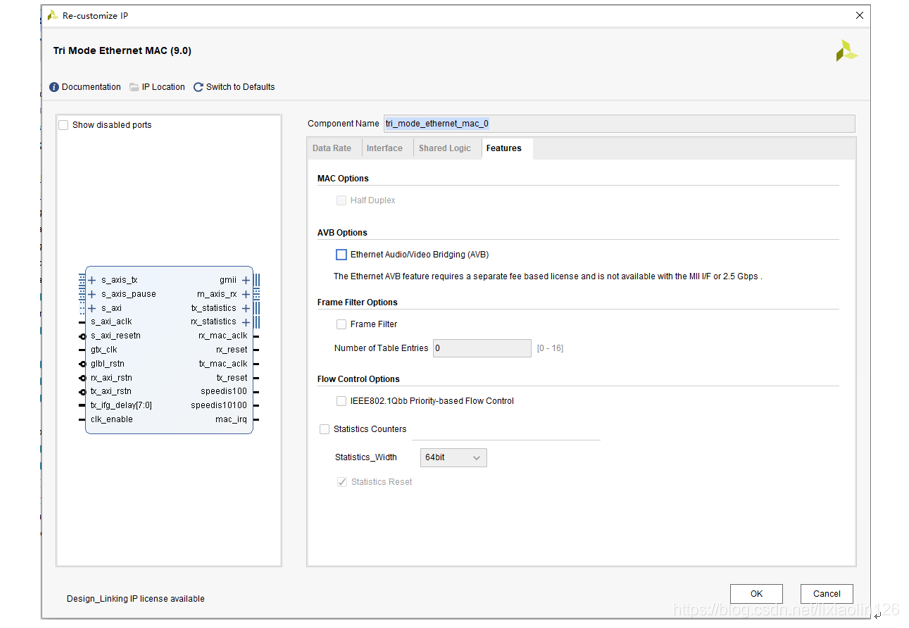 Re-customize IP
Tri Mode Ethernet MAC (9.0)
Documentation IP Location Switch to Defaults
Show disabled ports
Component Name tri_mode_ethernet_mac_0
Data Rate Interface Shared Logic Features
MAC Options
Half Duplex
AVB Options
Ethernet Audio/Video Bridging (AVB)
The Ethernet AVB feature requires a separate fee based license and is not available with the MII I/F or 2.5 Gbps .
Frame Filter Options
Frame Filter
Number of Table Entries 0 [0 - 16]
Flow Control Options
IEEE802.1Qbb Priority-based Flow Control
Statistics Counters
Statistics_Width 64bit
Statistics Reset
s_axis_tx gmii
s_axis_pause m_axis_rx
s_axi tx_statistics
s_axi_aclk rx_statistics
s_axi_resetn rx_mac_aclk
gtx_clk rx_reset
glbl_rstn tx_mac_aclk
rx_axi_rstn tx_reset
tx_axi_rstn speedis100
tx_ifg_delay[7:0] speedis10100
clk_enable mac_irq
Design_Linking IP license available
OK Cancel